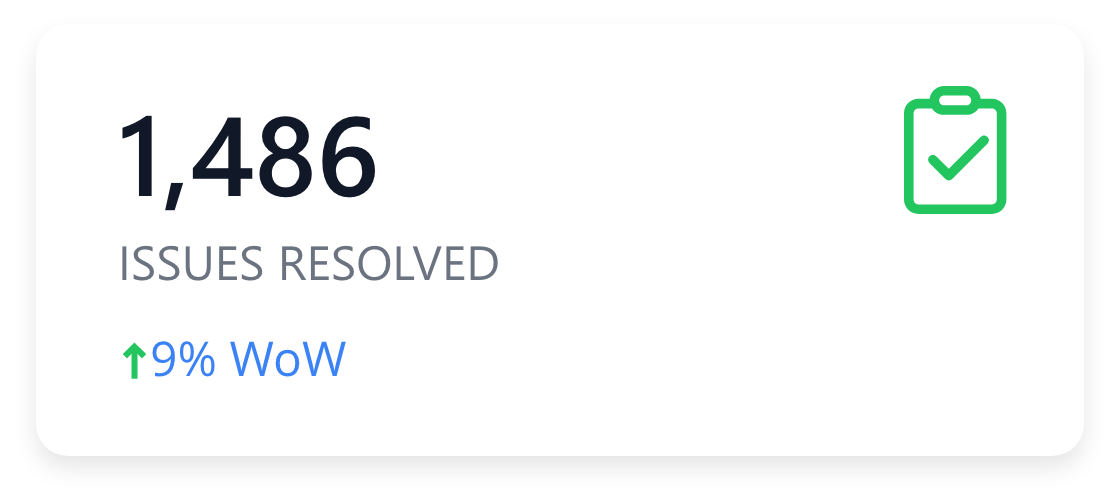 1,486
ISSUES RESOLVED
↑9% WoW